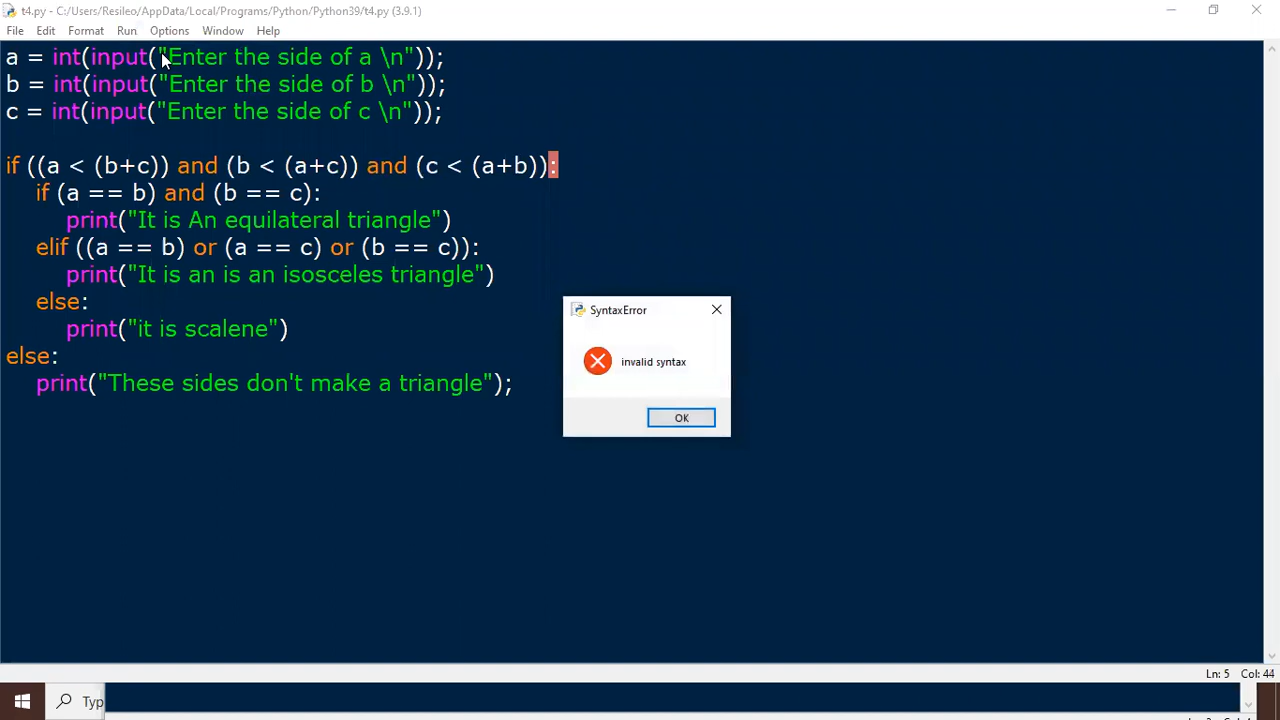 t4.py - C:/Users/Resileo/AppData/Local/Programs/Python/Python39/t4.py (3.9.1)
File Edit Format Run Options Window Help
a = int(input("Enter the side of a \n"));
b = int(input("Enter the side of b \n"));
c = int(input("Enter the side of c \n"));
if ((a < (b+c)) and (b < (a+c)) and (c < (a+b)):
if (a == b) and (b == c):
print("It is An equilateral triangle")
elif ((a == b) or (a == c) or (b == c)):
print("It is an is an isosceles triangle")
else:
print("it is scalene")
else:
print("These sides don't make a triangle");
SyntaxError
invalid syntax
OK
Ln: 5 Col: 44
Typ